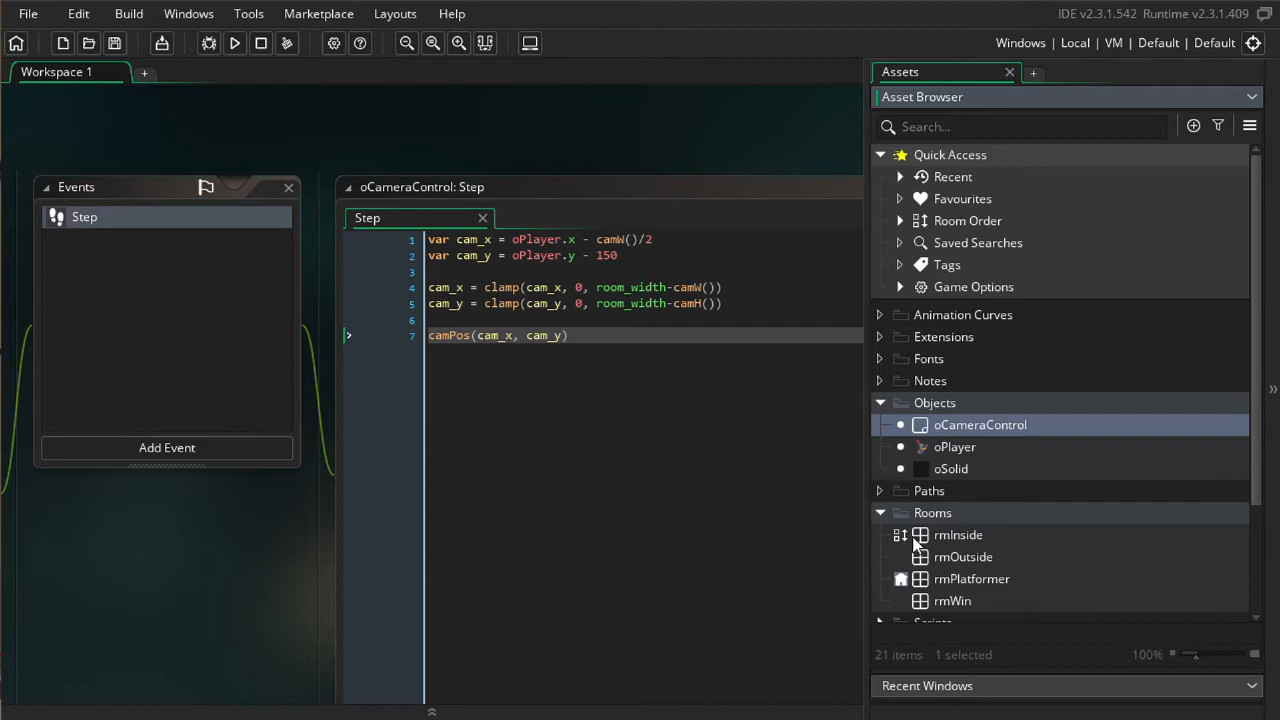 File Edit Build Windows Tools Marketplace Layouts Help IDE v2.3.1.542 Runtime v2.3.1.409
Windows | Local | VM | Default | Default
Workspace 1 +
Assets +
Asset Browser
Search...
Events
Step
Add Event
oCameraControl: Step
Step
1 var cam_x = oPlayer.x - camW()/2
2 var cam_y = oPlayer.y - 150
3
4 cam_x = clamp(cam_x, 0, room_width-camW())
5 cam_y = clamp(cam_y, 0, room_width-camH())
6
7 camPos(cam_x, cam_y)
Quick Access
Recent
Favourites
Room Order
Saved Searches
Tags
Game Options
Animation Curves
Extensions
Fonts
Notes
Objects
oCameraControl
oPlayer
oSolid
Paths
Rooms
rmInside
rmOutside
rmPlatformer
rmWin
Scripts
21 items 1 selected 100%
Recent Windows